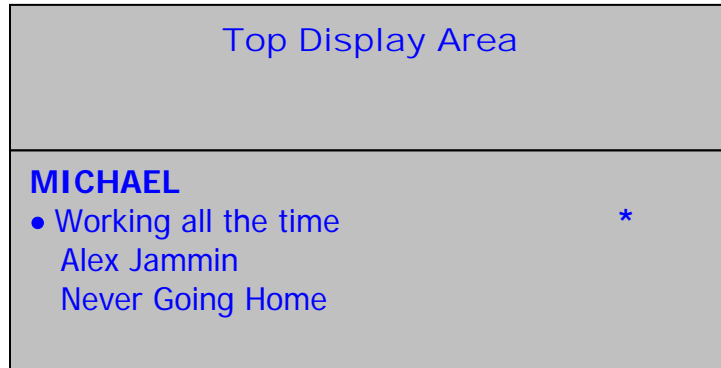 Top Display Area
MICHAEL
● Working all the time *
Alex Jammin
Never Going Home